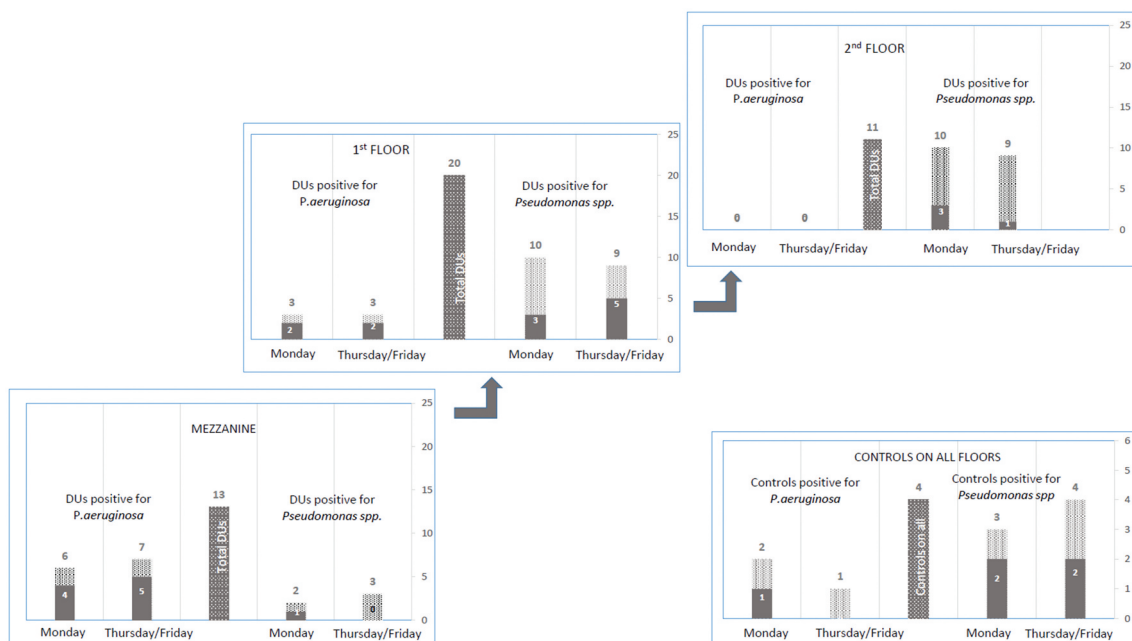 2nd FLOOR
DUs positive for
P.aeruginosa
DUs positive for
Pseudomonas spp.
25
20
15
10
5
0
0
0
11
Total DUs
10
3
9
1
Monday
Thursday/Friday
Monday
Thursday/Friday
1st FLOOR
DUs positive for
P.aeruginosa
DUs positive for
Pseudomonas spp.
25
20
15
10
5
0
3
2
3
2
20
Total DUs
10
3
9
5
Monday
Thursday/Friday
Monday
Thursday/Friday
MEZZANINE
DUs positive for
P.aeruginosa
DUs positive for
Pseudomonas spp.
25
20
15
10
5
0
6
4
7
5
13
Total DUs
2
1
3
0
Monday
Thursday/Friday
Monday
Thursday/Friday
CONTROLS ON ALL FLOORS
Controls positive for
P.aeruginosa
Controls positive for
Pseudomonas spp
6
5
4
3
2
1
0
2
1
1
4
Controls on all
3
2
4
2
Monday
Thursday/Friday
Monday
Thursday/Friday